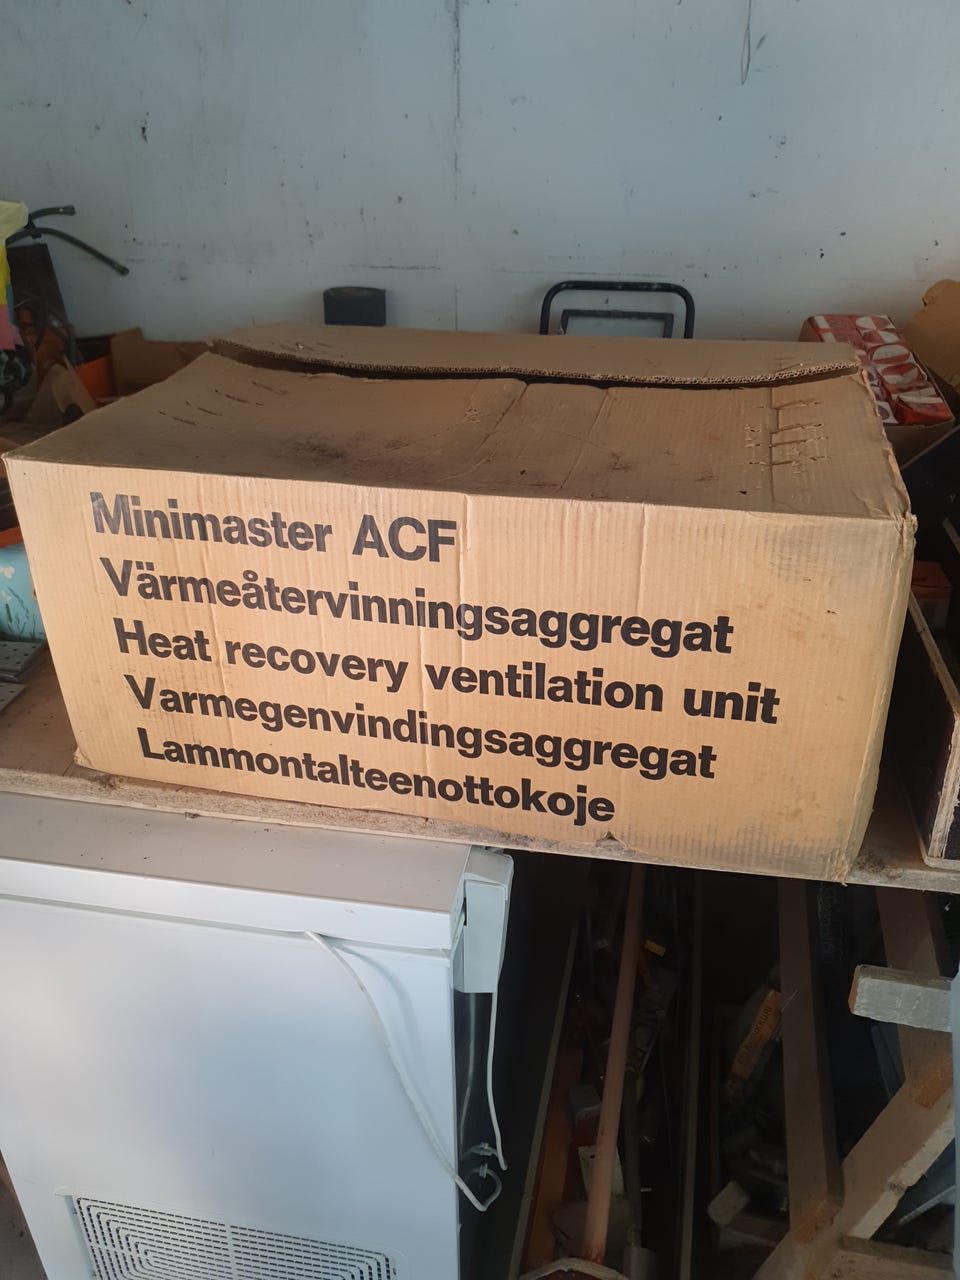 Minimaster ACF
Värmeåtervinningsaggregat
Heat recovery ventilation unit
Varmegenvindingsaggregat
Lammontalteenottokoje